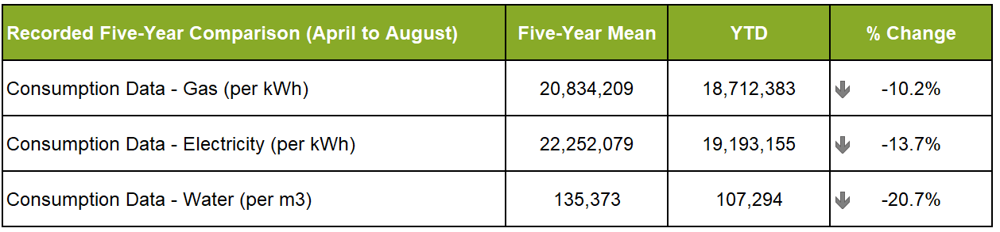 Recorded Five-Year Comparison (April to August) Five-Year Mean YTD % Change
Consumption Data - Gas (per kWh) 20,834,209 18,712,383 -10.2%
Consumption Data - Electricity (per kWh) 22,252,079 19,193,155 -13.7%
Consumption Data - Water (per m3) 135,373 107,294 -20.7%